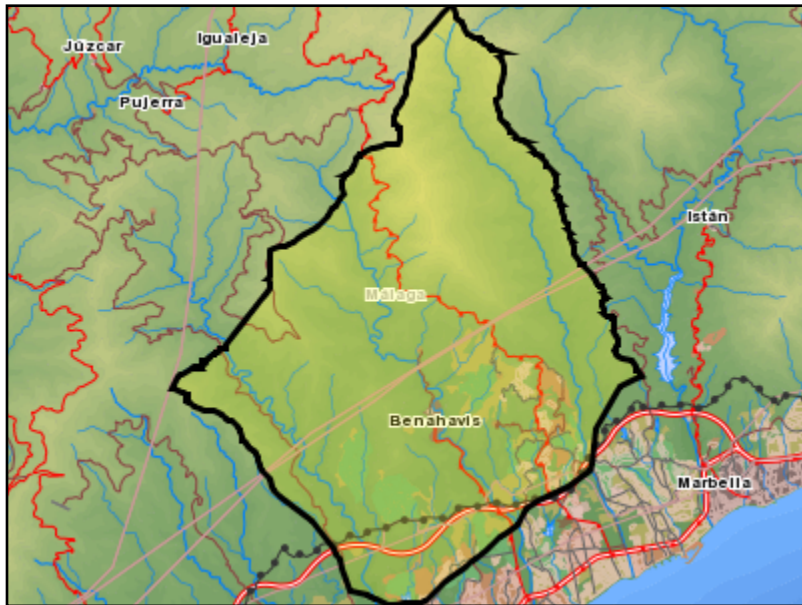 Júzcar
Igualeja
Pujerra
Istán
Málaga
Benahavís
Marbella